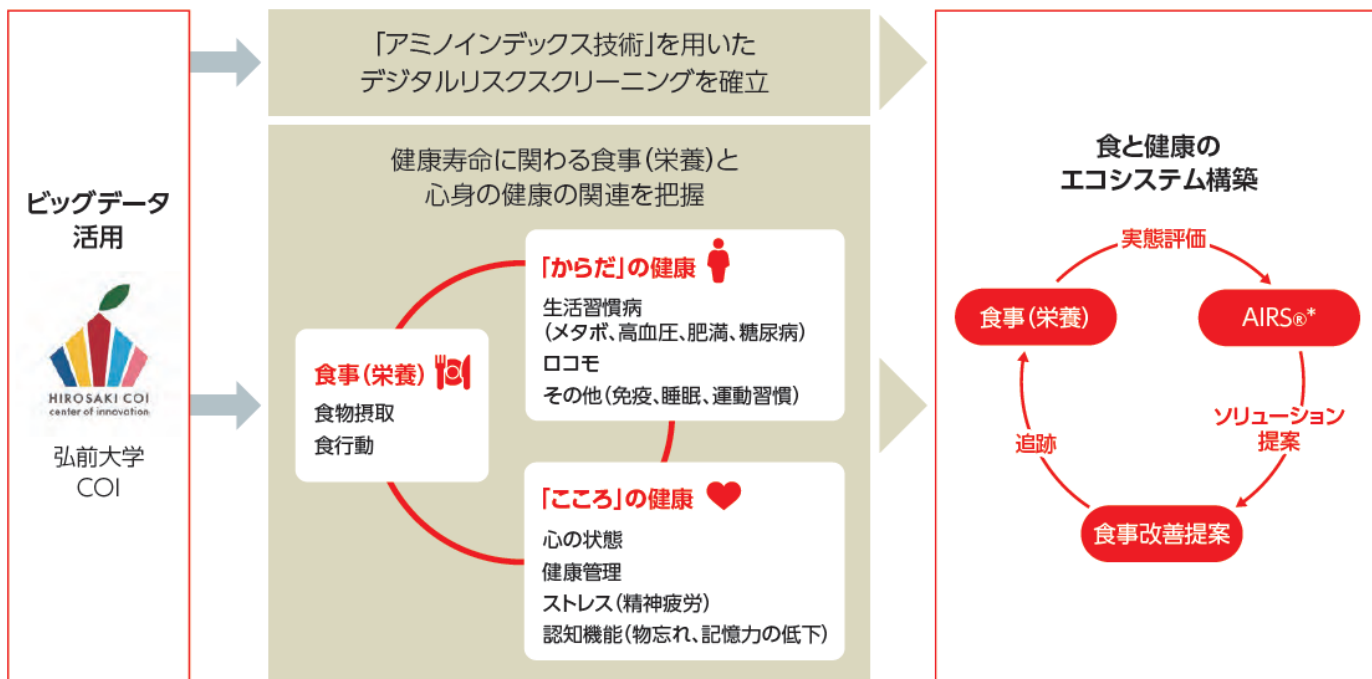 ビッグデータ
活用
HIROSAKI COI
center of innovation
弘前大学
COI
「アミノインデックス技術」を用いた
デジタルリスクスクリーニングを確立
健康寿命に関わる食事(栄養)と
心身の健康の関連を把握
食事(栄養)
食物摂取
食行動
「からだ」の健康
生活習慣病
(メタボ、高血圧、肥満、糖尿病)
ロコモ
その他(免疫、睡眠、運動習慣)
「こころ」の健康
心の状態
健康管理
ストレス(精神疲労)
認知機能(物忘れ、記憶力の低下)
食と健康の
エコシステム構築
実態評価
食事(栄養)
AIRS®*
ソリューション
提案
追跡
食事改善提案